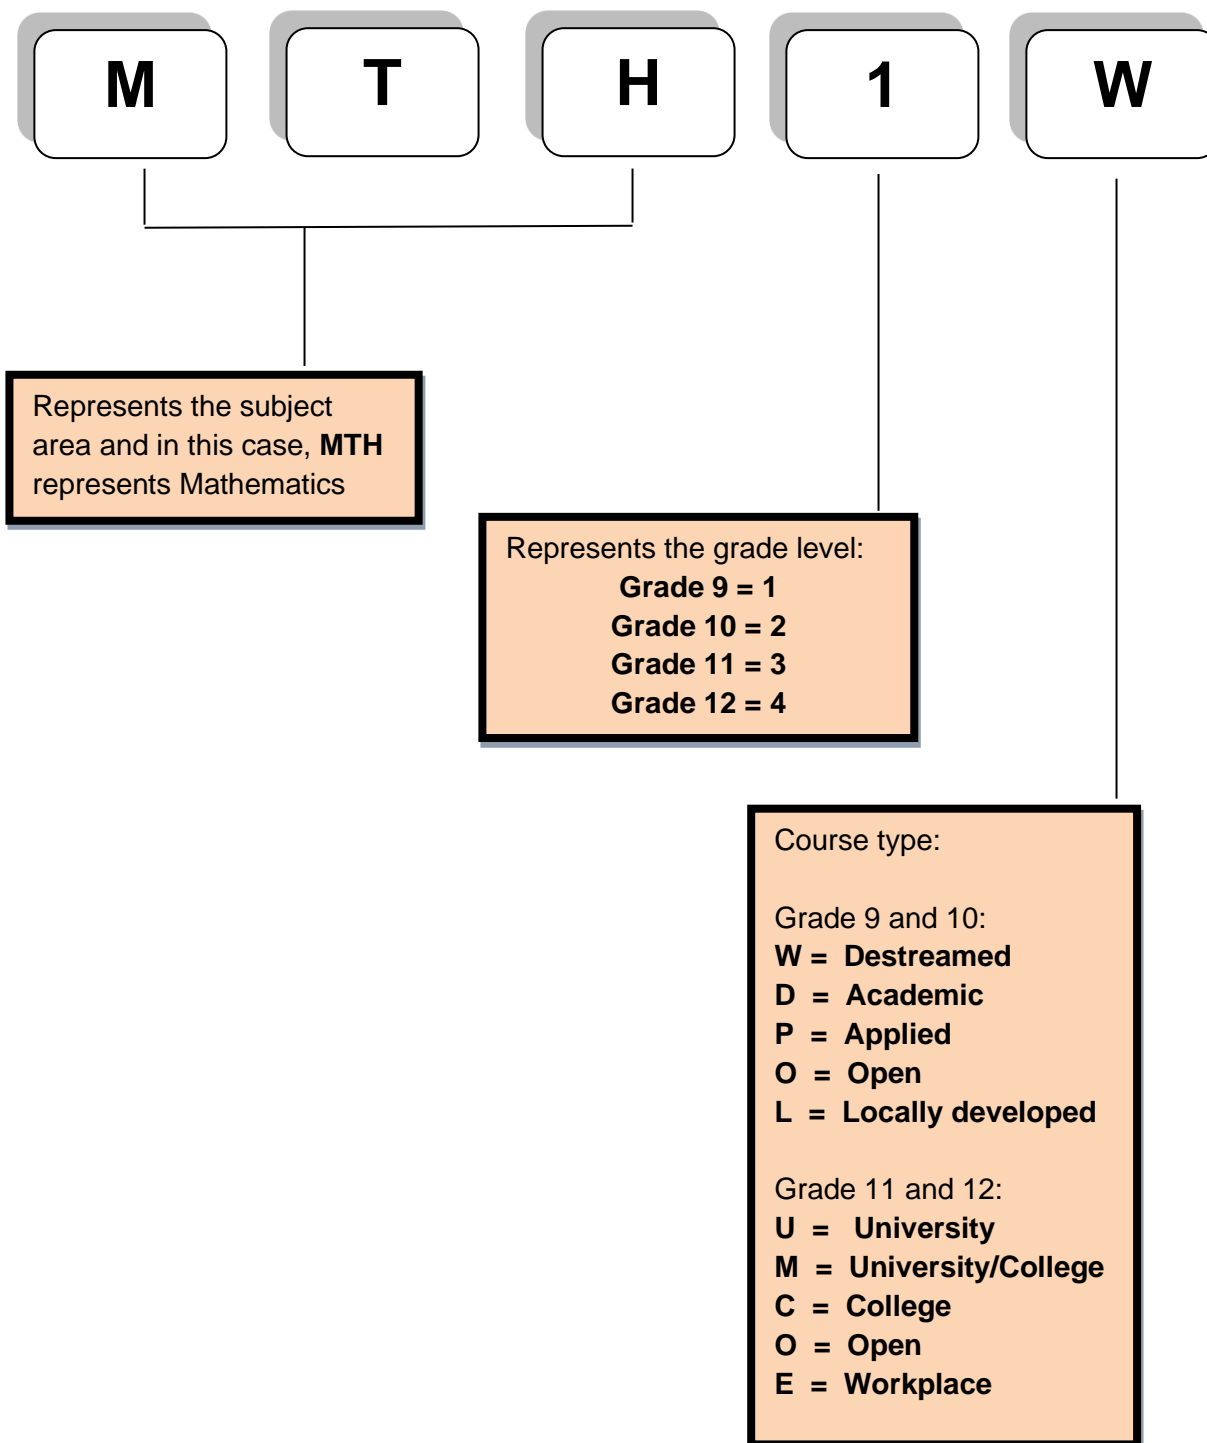 M T H 1 W
Represents the subject
area and in this case, MTH
represents Mathematics
Represents the grade level:
Grade 9 = 1
Grade 10 = 2
Grade 11 = 3
Grade 12 = 4
Course type:
Grade 9 and 10:
W = Destreamed
D = Academic
P = Applied
O = Open
L = Locally developed
Grade 11 and 12:
U = University
M = University/College
C = College
O = Open
E = Workplace